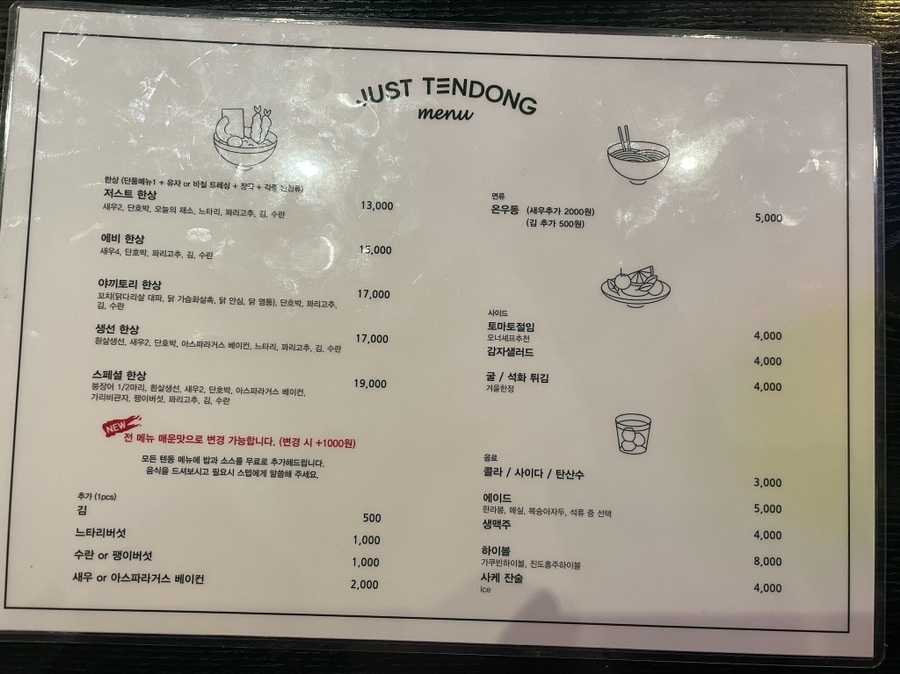 JUST TENDONG
menu
한상 (단품메뉴1 + 유자 or 바질 드레싱 + 장국 + 각종 반찬류)
저스트 한상 13,000
새우2, 단호박, 오늘의 채소, 느타리, 꽈리고추, 김, 수란
에비 한상 15,000
새우4, 단호박, 꽈리고추, 김, 수란
야끼토리 한상 17,000
꼬치(닭다리살 대파, 닭 가슴화살촉, 닭 안심, 닭 염통), 단호박, 꽈리고추,
김, 수란
생선 한상 17,000
흰살생선, 새우2, 단호박, 아스파라거스 베이컨, 느타리, 꽈리고추, 김, 수란
스페셜 한상 19,000
붕장어 1/2마리, 흰살생선, 새우2, 단호박, 아스파라거스 베이컨,
가리비관자, 팽이버섯, 꽈리고추, 김, 수란
NEW
전 메뉴 매운맛으로 변경 가능합니다. (변경 시 +1000원)
모든 텐동 메뉴에 밥과 소스를 무료로 추가해드립니다.
음식을 드셔보시고 필요시 스텝에게 말씀해 주세요.
추가 (1pcs)
김 500
느타리버섯 1,000
수란 or 팽이버섯 1,000
새우 or 아스파라거스 베이컨 2,000
면류
온우동 (새우추가 2000원) 5,000
(김 추가 500원)
사이드
토마토절임 4,000
오너셰프추천
감자샐러드 4,000
굴 / 석화 튀김 4,000
겨울한정
음료
콜라 / 사이다 / 탄산수 3,000
에이드 5,000
한라봉, 매실, 복숭아자두, 석류 중 선택
생맥주 4,000
하이볼 8,000
가쿠빈하이볼, 진도홍주하이볼
사케 잔술 4,000
Ice